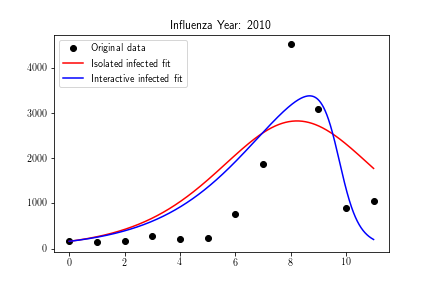 Influenza Year: 2010
Original data
Isolated infected fit
Interactive infected fit
4000
3000
2000
1000
0
0 2 4 6 8 10